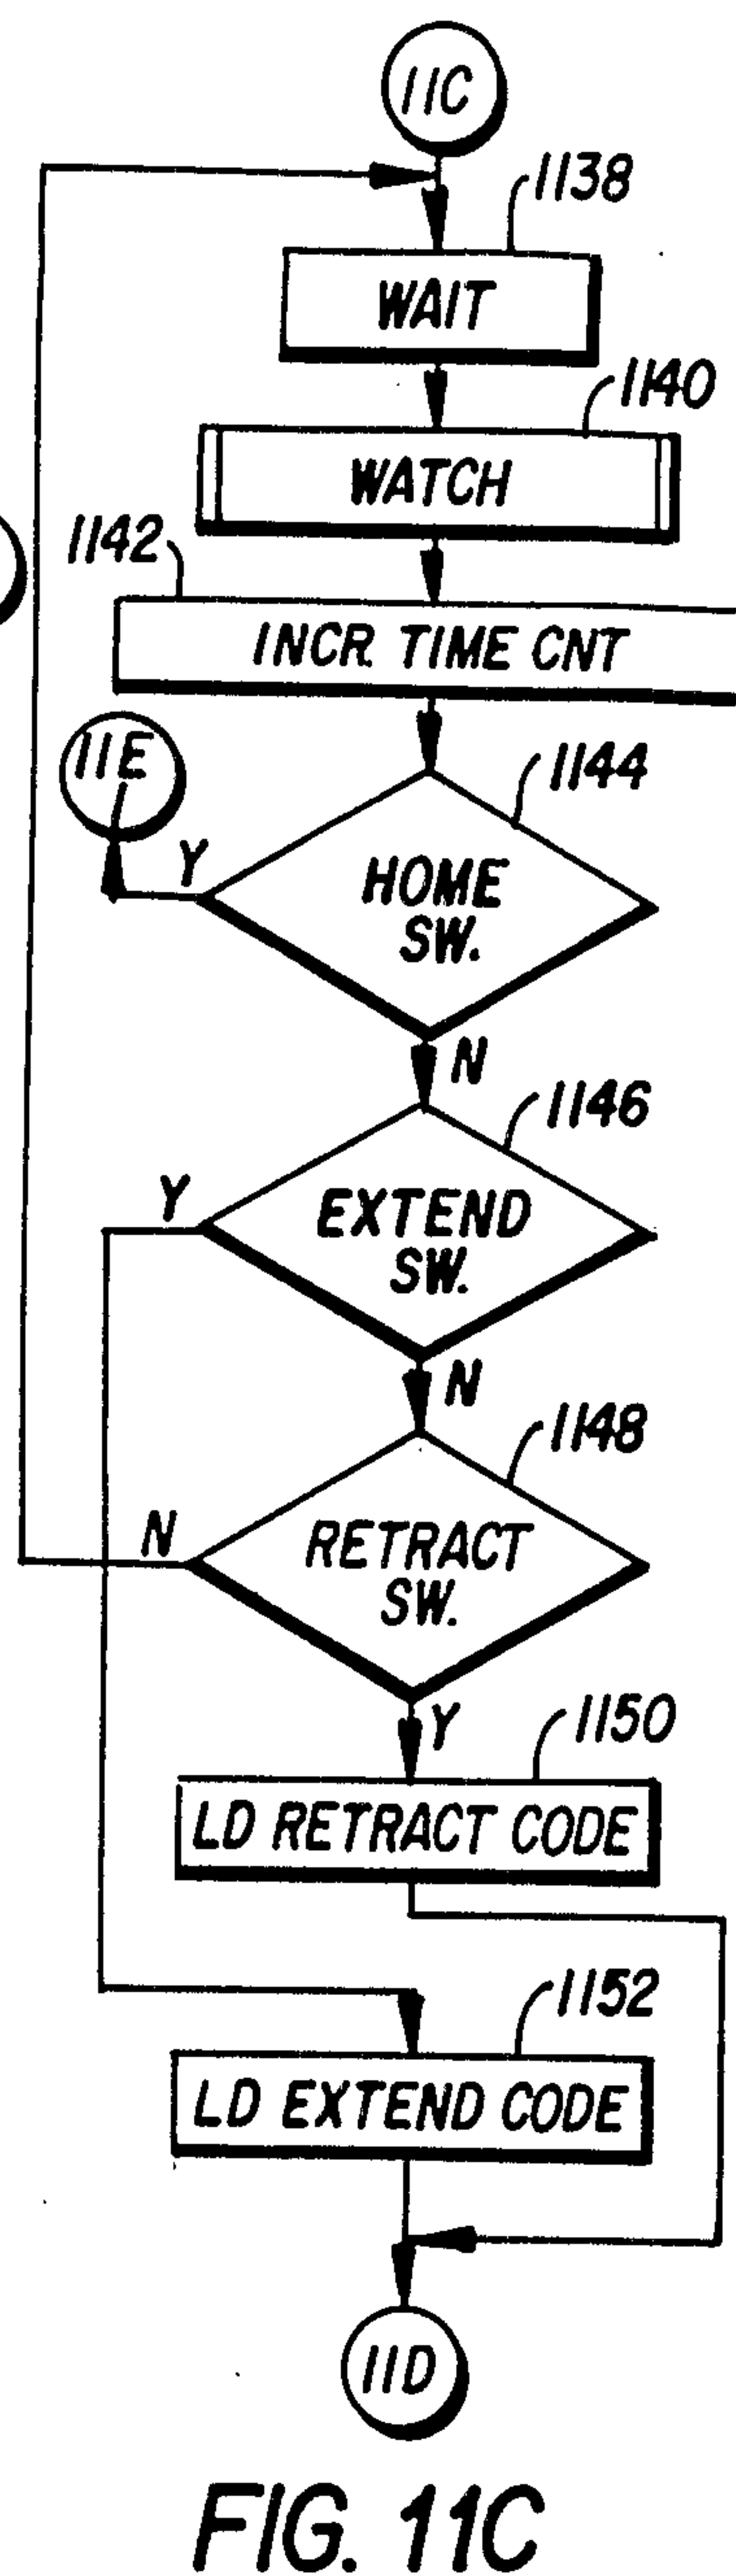 11C
1138
WAIT
1140
WATCH
1142
INCR TIME CNT
11E
1144
Y
HOME
SW.
N
1146
Y
EXTEND
SW.
N
1148
N
RETRACT
SW.
Y
1150
LD RETRACT CODE
1152
LD EXTEND CODE
11D
FIG. 11C